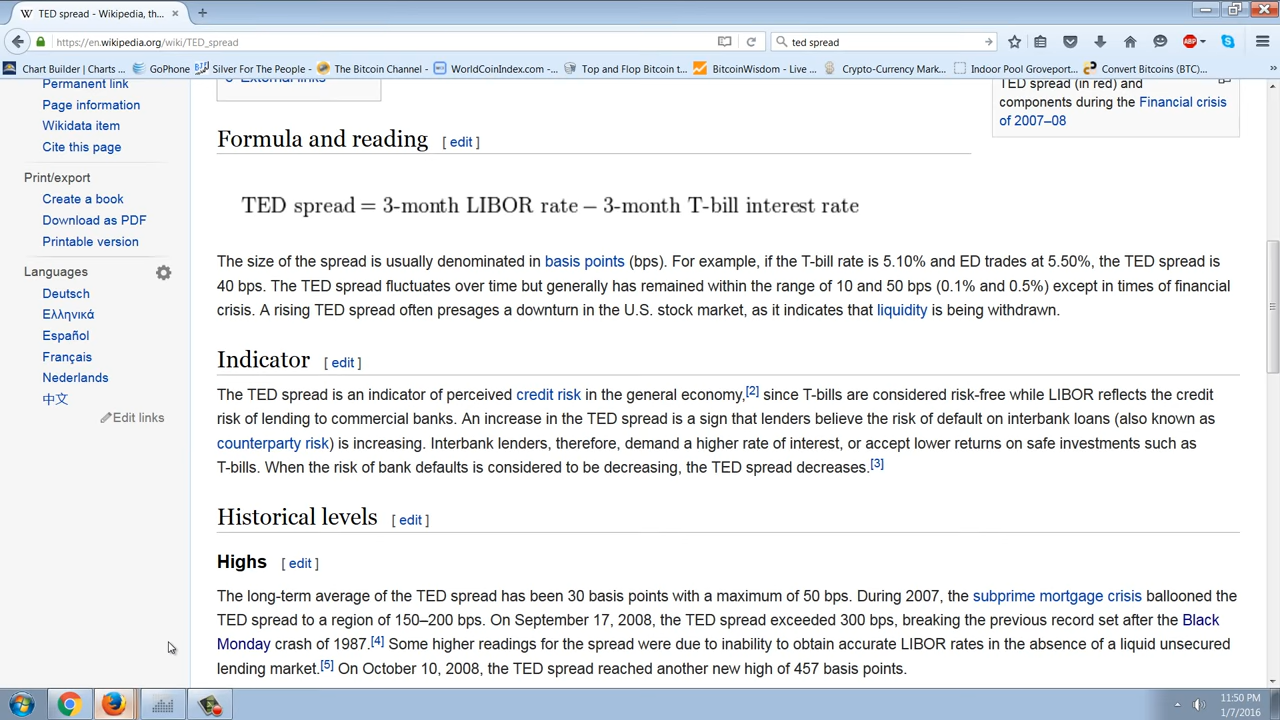 TED spread - Wikipedia, th...
https://en.wikipedia.org/wiki/TED_spread
ted spread
ABP
Chart Builder | Charts ...
GoPhone
Silver For The People - ...
The Bitcoin Channel - ...
WorldCoinIndex.com -...
Top and Flop Bitcoin t...
BitcoinWisdom - Live ...
Crypto-Currency Mark...
Indoor Pool Groveport...
Convert Bitcoins (BTC)...
Permanent link
Page information
Wikidata item
Cite this page
Print/export
Create a book
Download as PDF
Printable version
Languages
Deutsch
Ελληνικά
Español
Français
Nederlands
中文
Edit links
TED spread (in red) and
components during the Financial crisis
of 2007–08
Formula and reading [ edit ]
TED spread = 3-month LIBOR rate − 3-month T-bill interest rate
The size of the spread is usually denominated in basis points (bps). For example, if the T-bill rate is 5.10% and ED trades at 5.50%, the TED spread is
40 bps. The TED spread fluctuates over time but generally has remained within the range of 10 and 50 bps (0.1% and 0.5%) except in times of financial
crisis. A rising TED spread often presages a downturn in the U.S. stock market, as it indicates that liquidity is being withdrawn.
Indicator [ edit ]
The TED spread is an indicator of perceived credit risk in the general economy,[2] since T-bills are considered risk-free while LIBOR reflects the credit
risk of lending to commercial banks. An increase in the TED spread is a sign that lenders believe the risk of default on interbank loans (also known as
counterparty risk) is increasing. Interbank lenders, therefore, demand a higher rate of interest, or accept lower returns on safe investments such as
T-bills. When the risk of bank defaults is considered to be decreasing, the TED spread decreases.[3]
Historical levels [ edit ]
Highs [ edit ]
The long-term average of the TED spread has been 30 basis points with a maximum of 50 bps. During 2007, the subprime mortgage crisis ballooned the
TED spread to a region of 150–200 bps. On September 17, 2008, the TED spread exceeded 300 bps, breaking the previous record set after the Black
Monday crash of 1987.[4] Some higher readings for the spread were due to inability to obtain accurate LIBOR rates in the absence of a liquid unsecured
lending market.[5] On October 10, 2008, the TED spread reached another new high of 457 basis points.
11:50 PM
1/7/2016